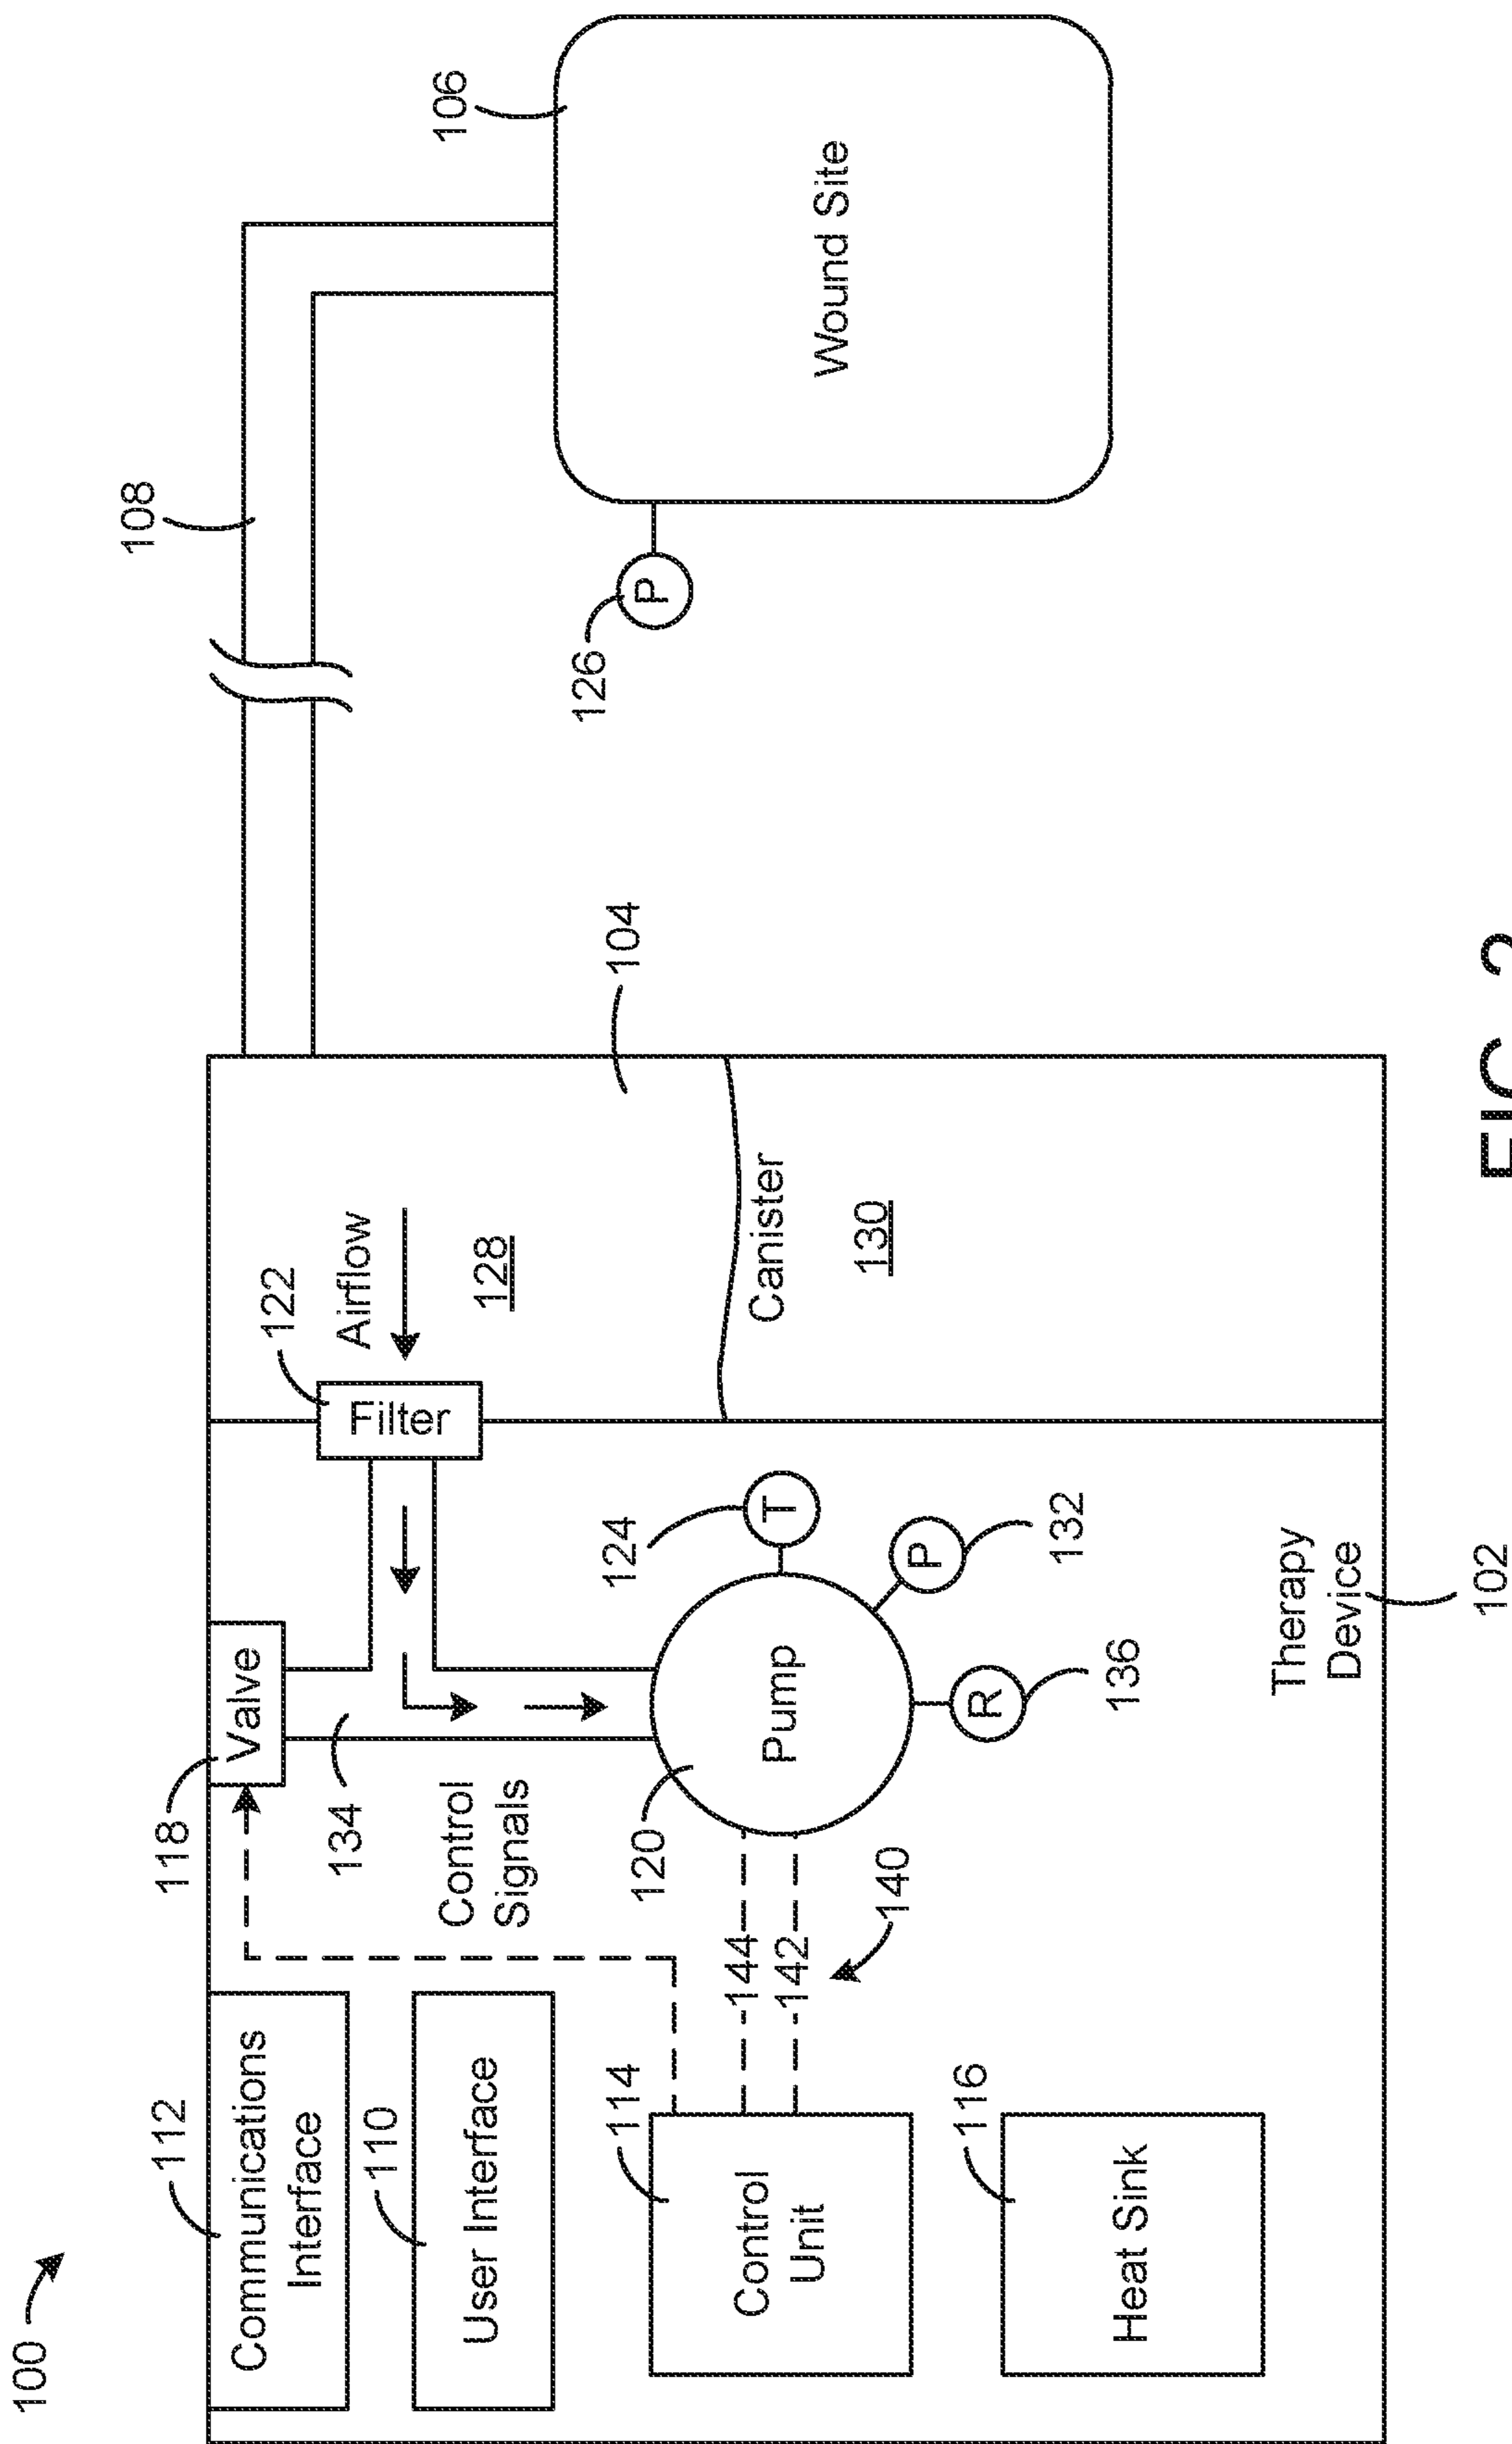 100
112
Communications
Interface
110
User Interface
114
Control
Unit
116
Heat Sink
118
Valve
134
Control
Signals
144
142
140
120
Pump
124
T
P
132
R
136
Therapy
Device
102
122
Filter
Airflow
128
104
Canister
130
108
126
P
106
Wound Site
FIG. 2